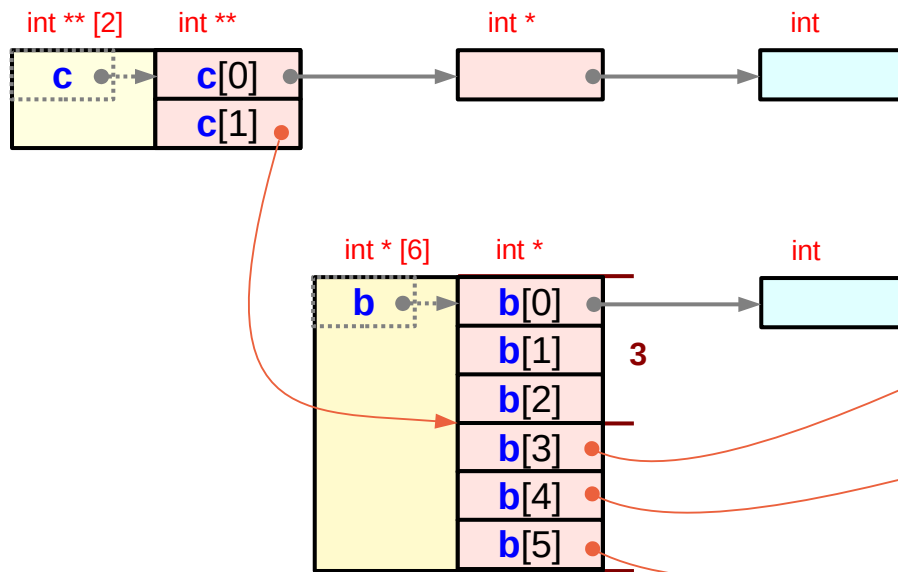 int ** [2] int ** int * int
c c[0]
c[1]
int * [6] int * int
b b[0]
b[1] 3
b[2]
b[3]
b[4]
b[5]